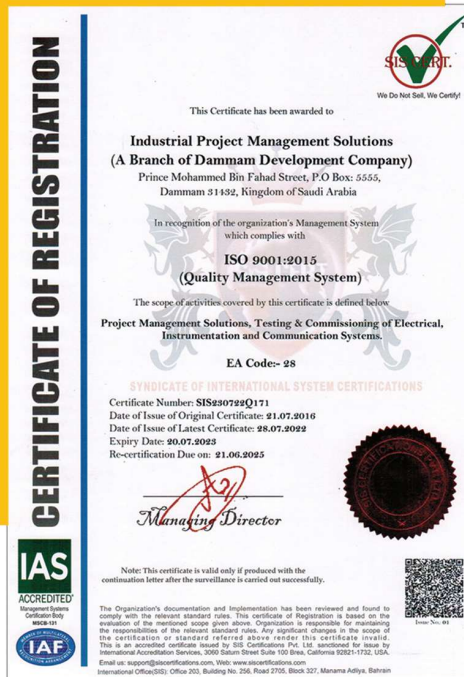 CERTIFICATE OF REGISTRATION
SIS CERT.
We Do Not Sell, We Certify!
This Certificate has been awarded to
Industrial Project Management Solutions
(A Branch of Dammam Development Company)
Prince Mohammed Bin Fahad Street, P.O Box: 5555,
Dammam 31432, Kingdom of Saudi Arabia
In recognition of the organization's Management System
which complies with
ISO 9001:2015
(Quality Management System)
The scope of activities covered by this certificate is defined below
Project Management Solutions, Testing & Commissioning of Electrical,
Instrumentation and Communication Systems.
EA Code:- 28
SYNDICATE OF INTERNATIONAL SYSTEM CERTIFICATIONS
Certificate Number: SIS230722Q171
Date of Issue of Original Certificate: 21.07.2016
Date of Issue of Latest Certificate: 28.07.2022
Expiry Date: 20.07.2023
Re-certification Due on: 21.06.2025
Managing Director
IAS
ACCREDITED
Management Systems
Certification Body
MSCB-131
IAF
Note: This certificate is valid only if produced with the
continuation letter after the surveillance is carried out successfully.
Issue No. 01
The Organization's documentation and Implementation has been reviewed and found to
comply with the relevant standard rules. This certificate of Registration is based on the
evaluation of the mentioned scope given above. Organization is responsible for maintaining
the responsibilities of the relevant standard rules. Any significant changes in the scope of
the certification or standard referred above render this certificate invalid.
This is an accredited certificate issued by SIS Certifications Pvt. Ltd. sanctioned for issue by
International Accreditation Services, 3060 Saturn Street Suite 100 Brea, California 92821-1732, USA.
Email us: support@siscertifications.com, Web: www.siscertifications.com
International Office(SIS): Office 203, Building No. 256, Road 2705, Block 327, Manama Adliya, Bahrain